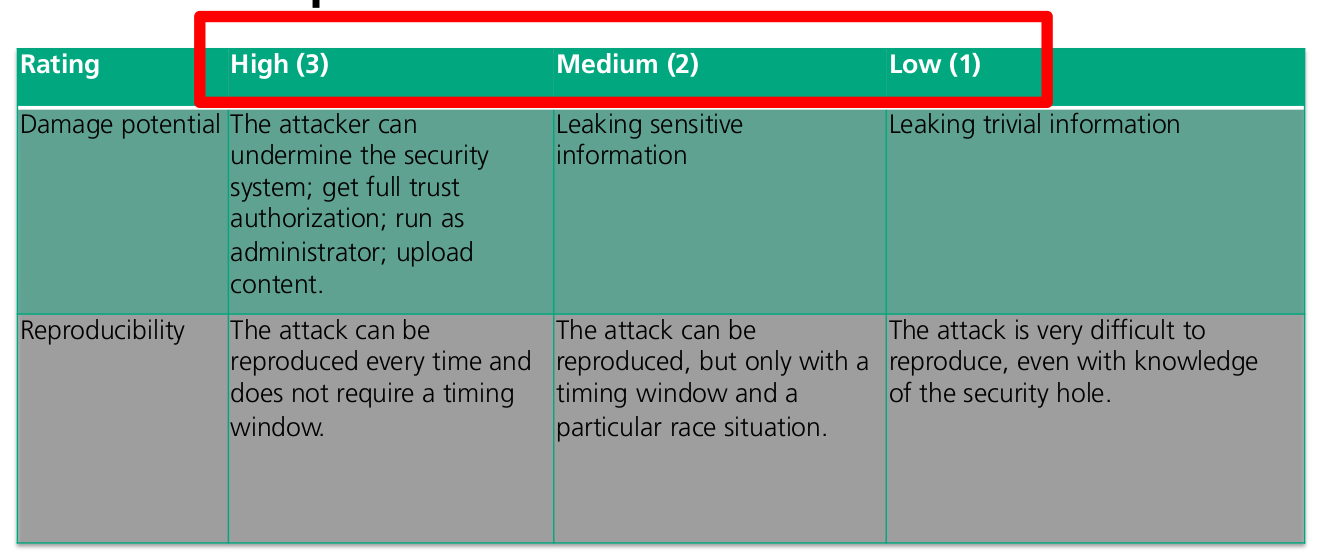 Rating
High (3)
Medium (2)
Low (1)
Damage potential
The attacker can
undermine the security
system; get full trust
authorization; run as
administrator; upload
content.
Leaking sensitive
information
Leaking trivial information
Reproducibility
The attack can be
reproduced every time and
does not require a timing
window.
The attack can be
reproduced, but only with a
timing window and a
particular race situation.
The attack is very difficult to
reproduce, even with knowledge
of the security hole.